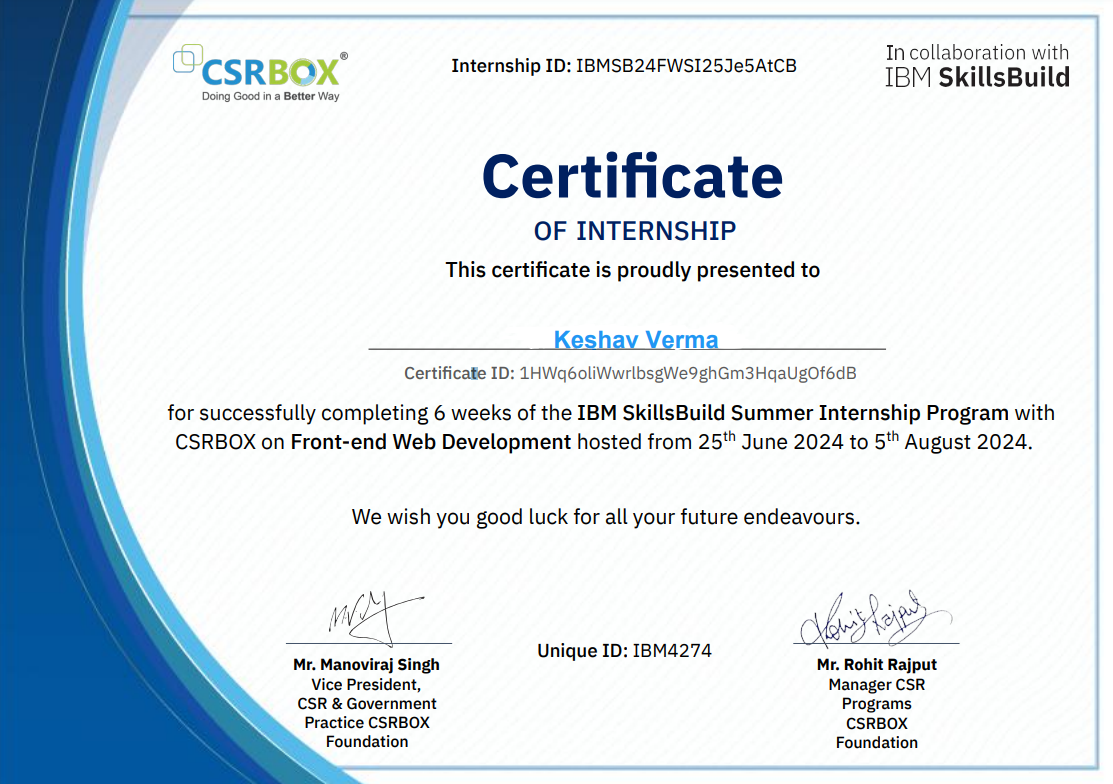 CSRBOX®
Doing Good in a Better Way
Internship ID: IBMSB24FWSI25Je5AtCB
In collaboration with
IBM SkillsBuild
Certificate
OF INTERNSHIP
This certificate is proudly presented to
Keshav Verma
Certificate ID: 1HWq6oliWwrlbsgWe9ghGm3HqaUgOf6dB
for successfully completing 6 weeks of the IBM SkillsBuild Summer Internship Program with
CSRBOX on Front-end Web Development hosted from 25th June 2024 to 5th August 2024.
We wish you good luck for all your future endeavours.
Rohit Rajput
Mr. Manoviraj Singh
Vice President,
CSR & Government
Practice CSRBOX
Foundation
Unique ID: IBM4274
Mr. Rohit Rajput
Manager CSR
Programs
CSRBOX
Foundation